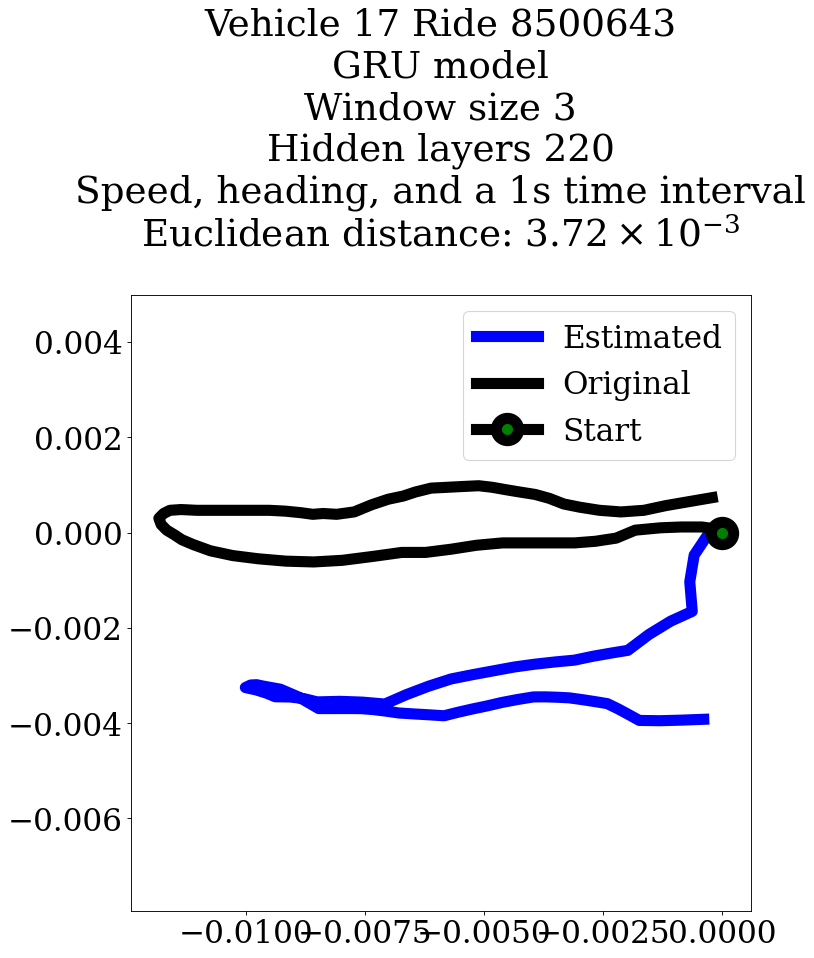 Vehicle 17 Ride 8500643
GRU model
Window size 3
Hidden layers 220
Speed, heading, and a 1s time interval
Euclidean distance: 3.72 × 10⁻³
Estimated
Original
Start
0.004
0.002
0.000
−0.002
−0.004
−0.006
−0.0100 −0.0075 −0.0050 −0.0025 0.0000